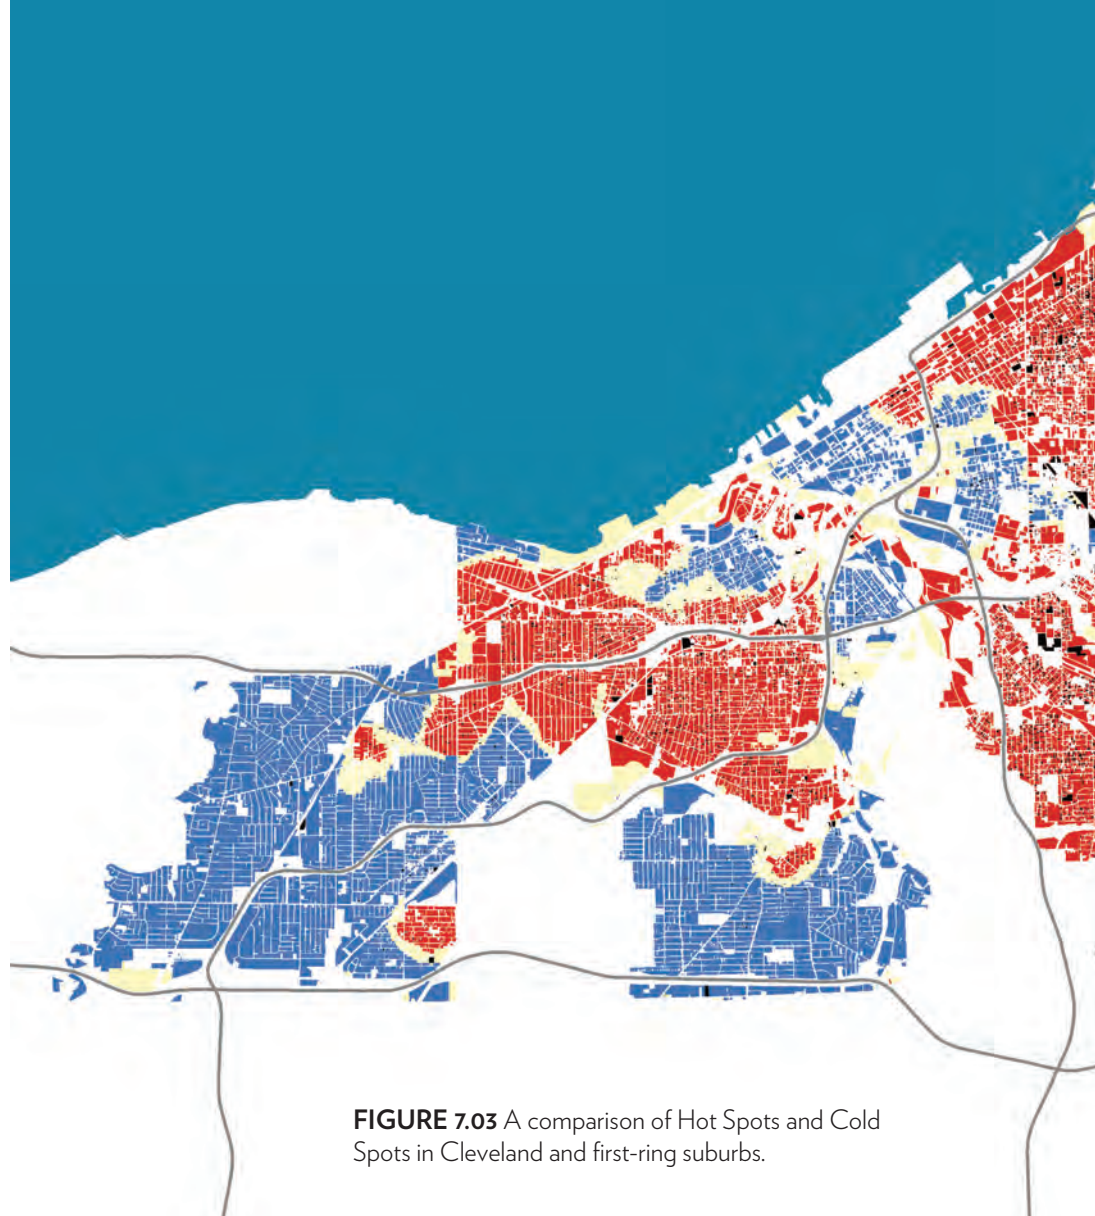 FIGURE 7.03 A comparison of Hot Spots and Cold
Spots in Cleveland and first-ring suburbs.